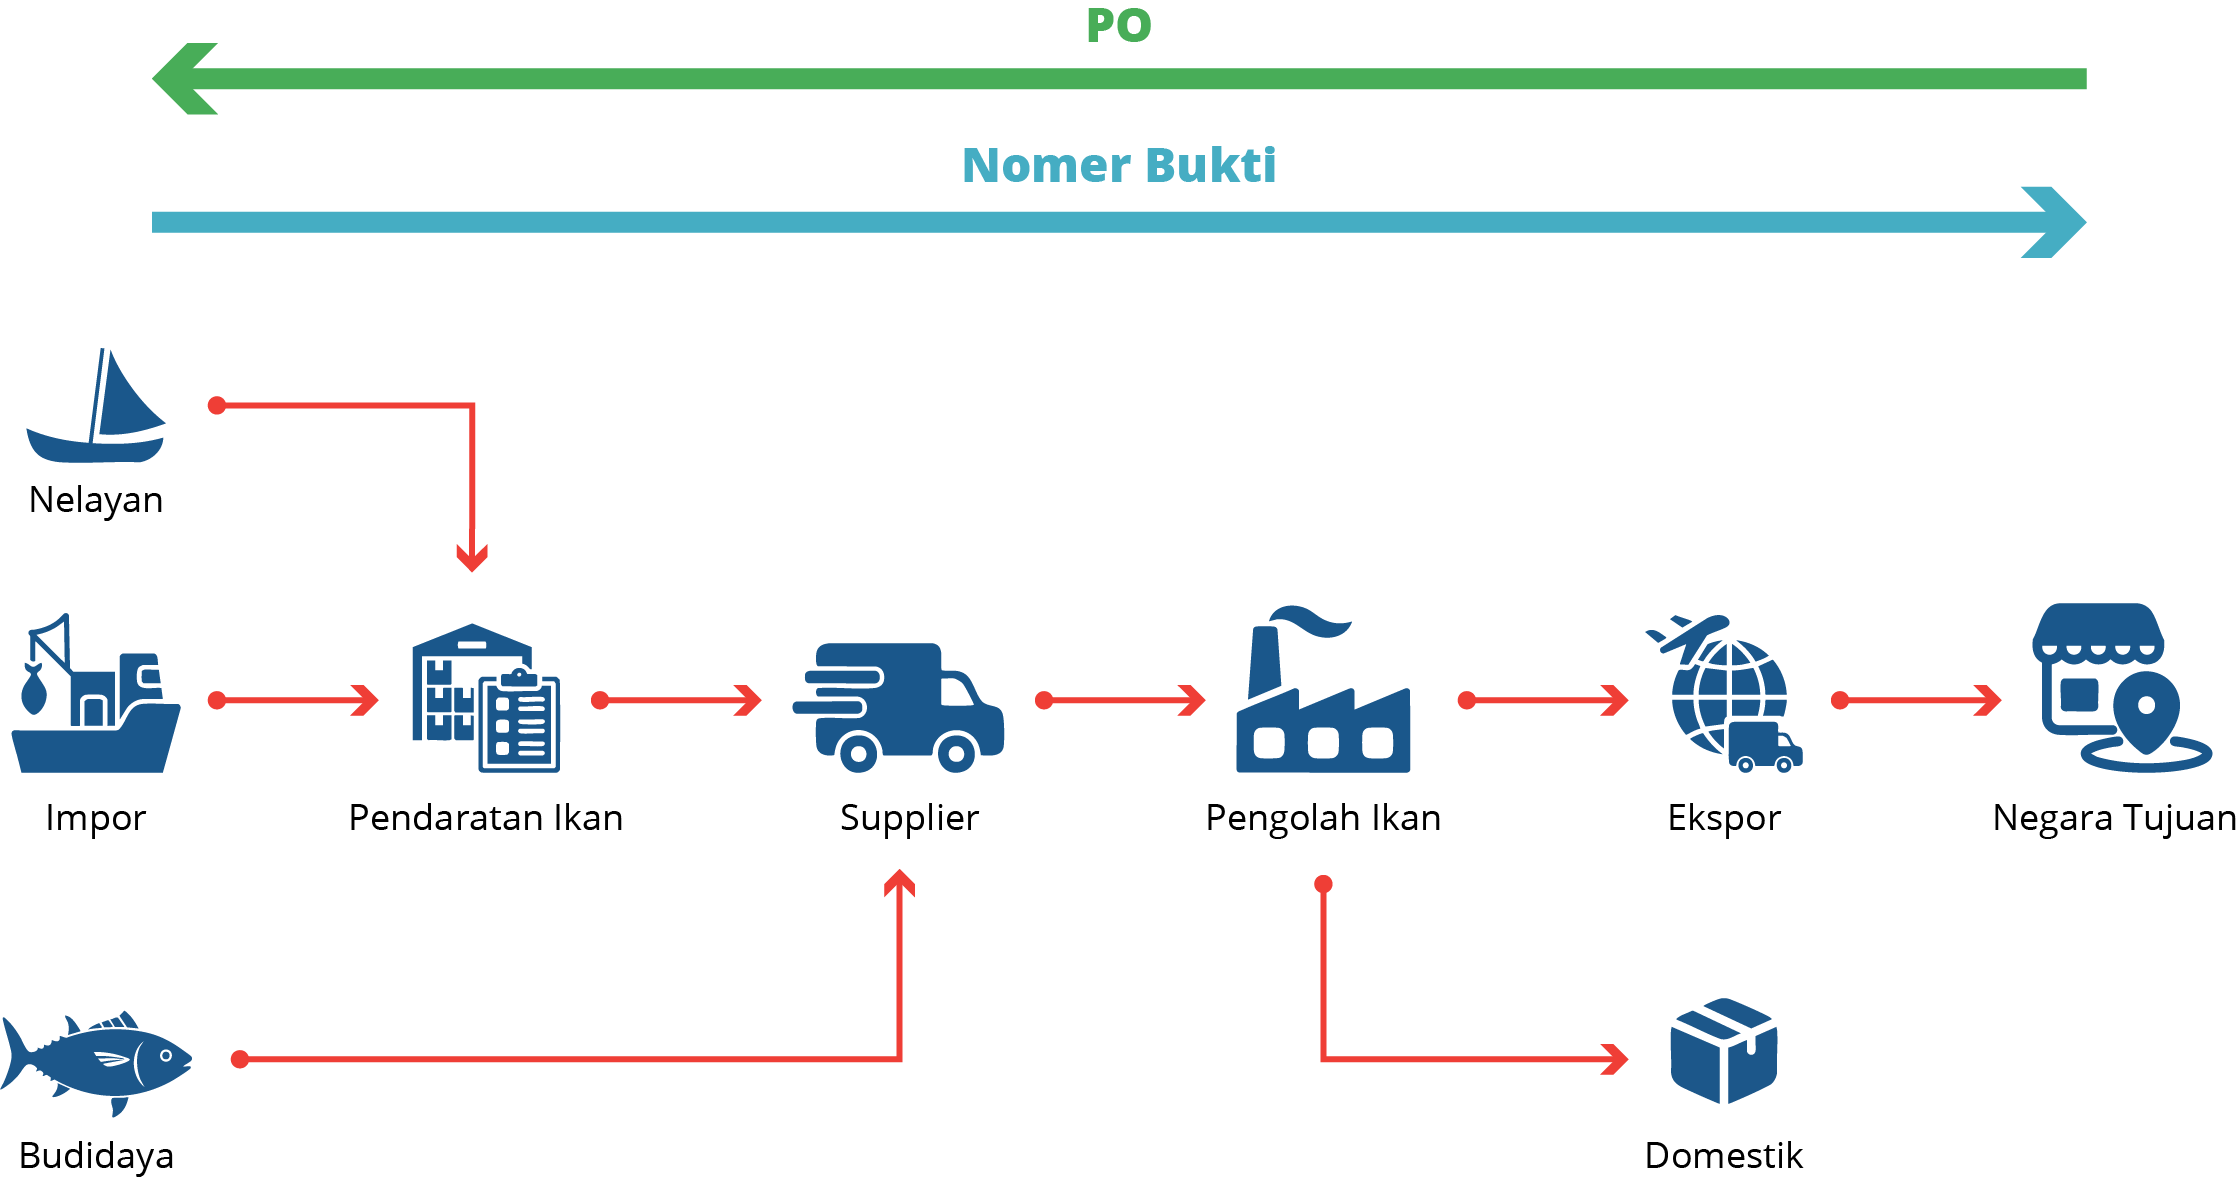 PO
Nomer Bukti
Nelayan
Impor
Pendaratan Ikan
Supplier
Pengolah Ikan
Ekspor
Negara Tujuan
Budidaya
Domestik